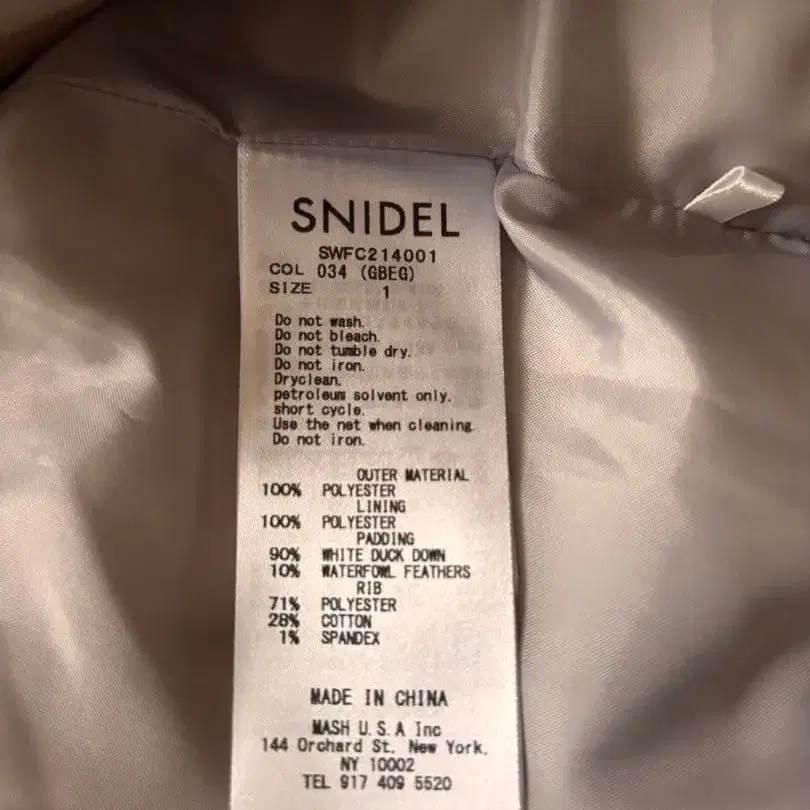 SNIDEL
SWFC214001
COL 034 (GBEG)
SIZE 1
Do not wash.
Do not bleach.
Do not tumble dry.
Do not iron.
Dryclean,
petroleum solvent only.
short cycle.
Use the net when cleaning.
Do not iron.
OUTER MATERIAL
100% POLYESTER
LINING
100% POLYESTER
PADDING
90% WHITE DUCK DOWN
10% WATERFOWL FEATHERS
RIB
71% POLYESTER
28% COTTON
1% SPANDEX
MADE IN CHINA
MASH U.S.A Inc
144 Orchard St. New York,
NY 10002
TEL 917 409 5520